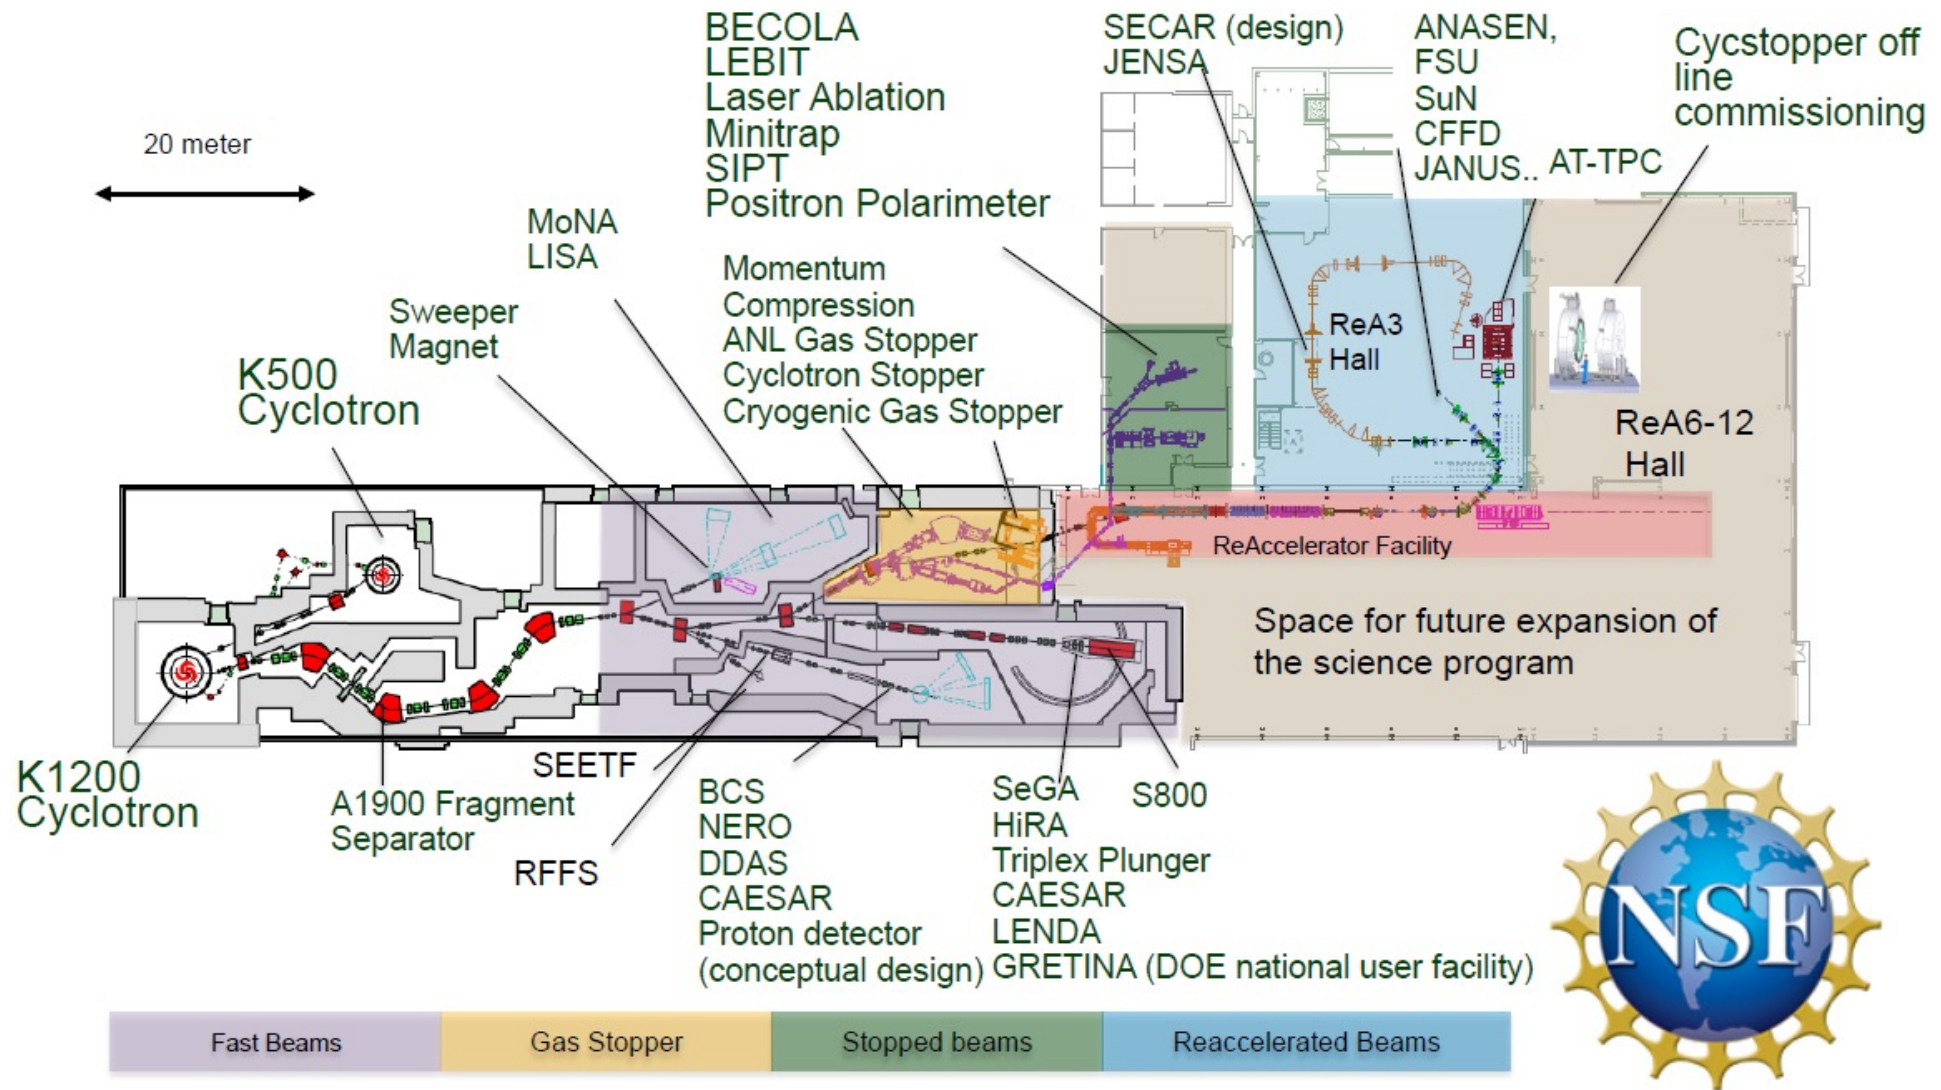 BECOLA
LEBIT
Laser Ablation
Minitrap
SIPT
Positron Polarimeter
SECAR (design)
JENSA
ANASEN,
FSU
SuN
CFFD
JANUS..
AT-TPC
Cycstopper off
line
commissioning
20 meter
MoNA
LISA
Momentum
Compression
ANL Gas Stopper
Cyclotron Stopper
Cryogenic Gas Stopper
Sweeper
Magnet
K500
Cyclotron
ReA3
Hall
ReA6-12
Hall
ReAccelerator Facility
Space for future expansion of
the science program
K1200
Cyclotron
A1900 Fragment
Separator
SEETF
RFFS
BCS
NERO
DDAS
CAESAR
Proton detector
(conceptual design)
SeGA
HiRA
Triplex Plunger
CAESAR
LENDA
GRETINA (DOE national user facility)
S800
NSF
Fast Beams
Gas Stopper
Stopped beams
Reaccelerated Beams